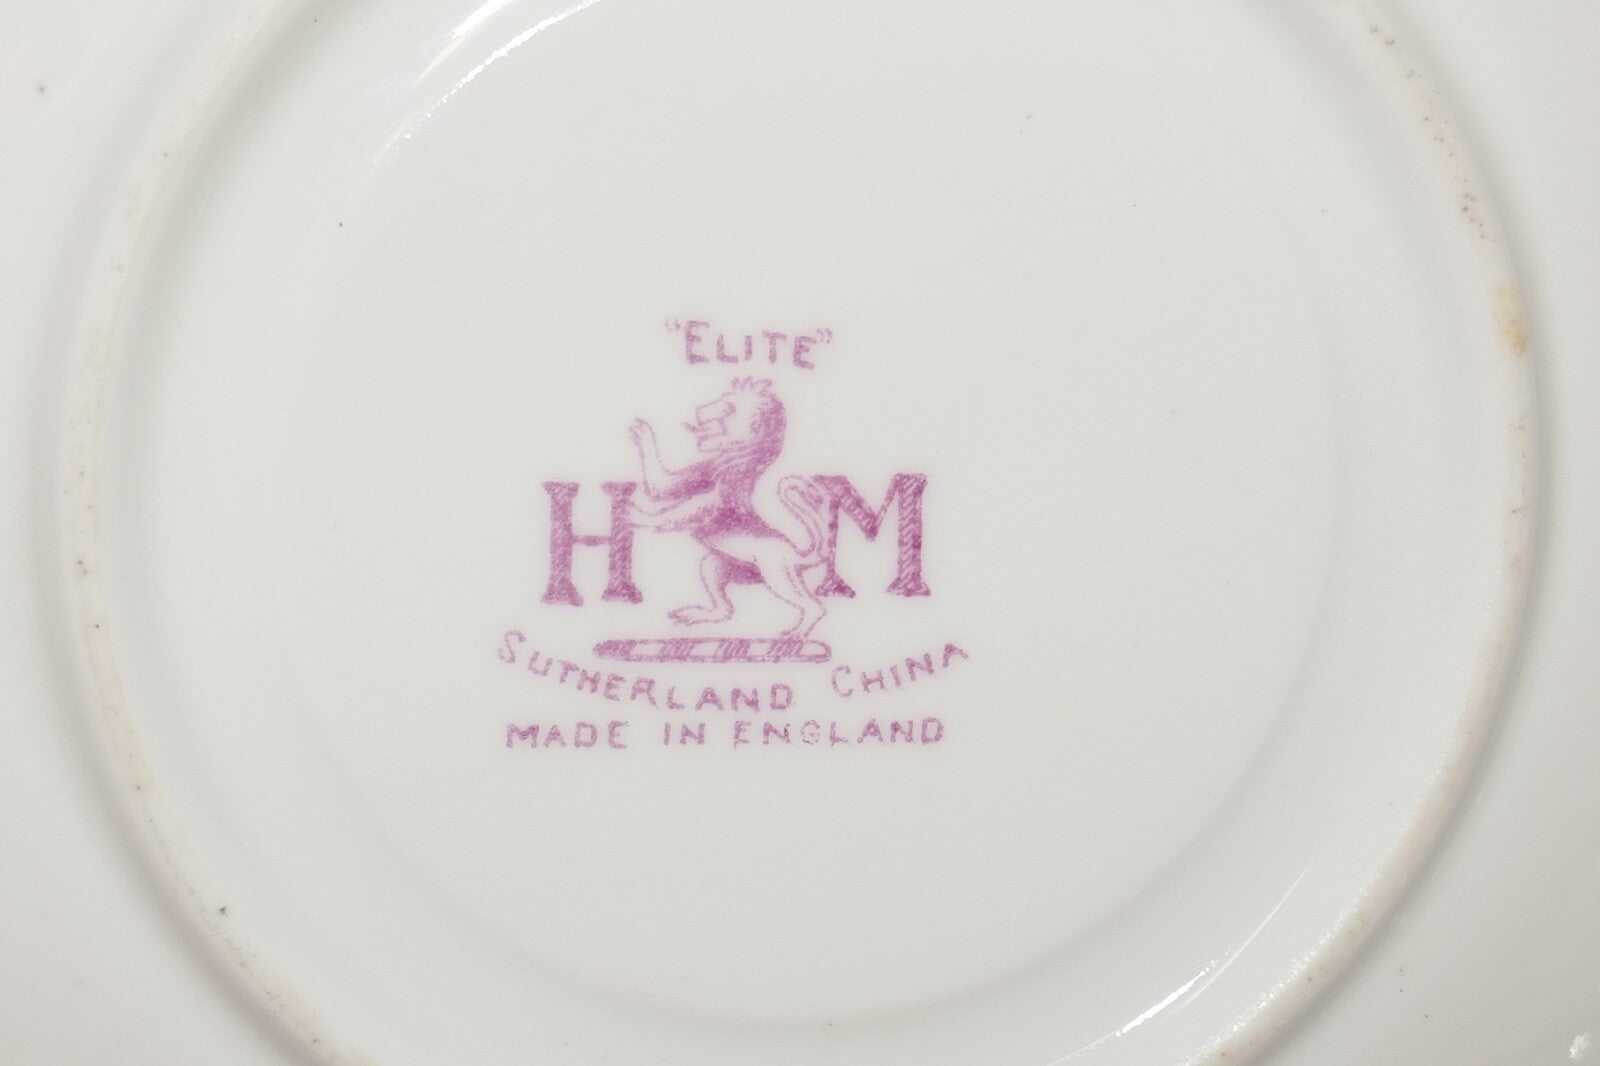 "ELITE"
H M
SUTHERLAND CHINA
MADE IN ENGLAND